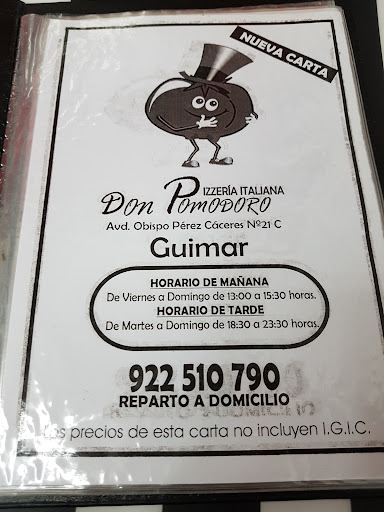 NUEVA CARTA
PIZZERÍA ITALIANA
DON POMODORO
Avd. Obispo Pérez Cáceres Nº21 C
Guimar
HORARIO DE MAÑANA
De Viernes a Domingo de 13:00 a 15:30 horas.
HORARIO DE TARDE
De Martes a Domingo de 18:30 a 23:30 horas.
922 510 790
REPARTO A DOMICILIO
Los precios de esta carta no incluyen I.G.I.C.